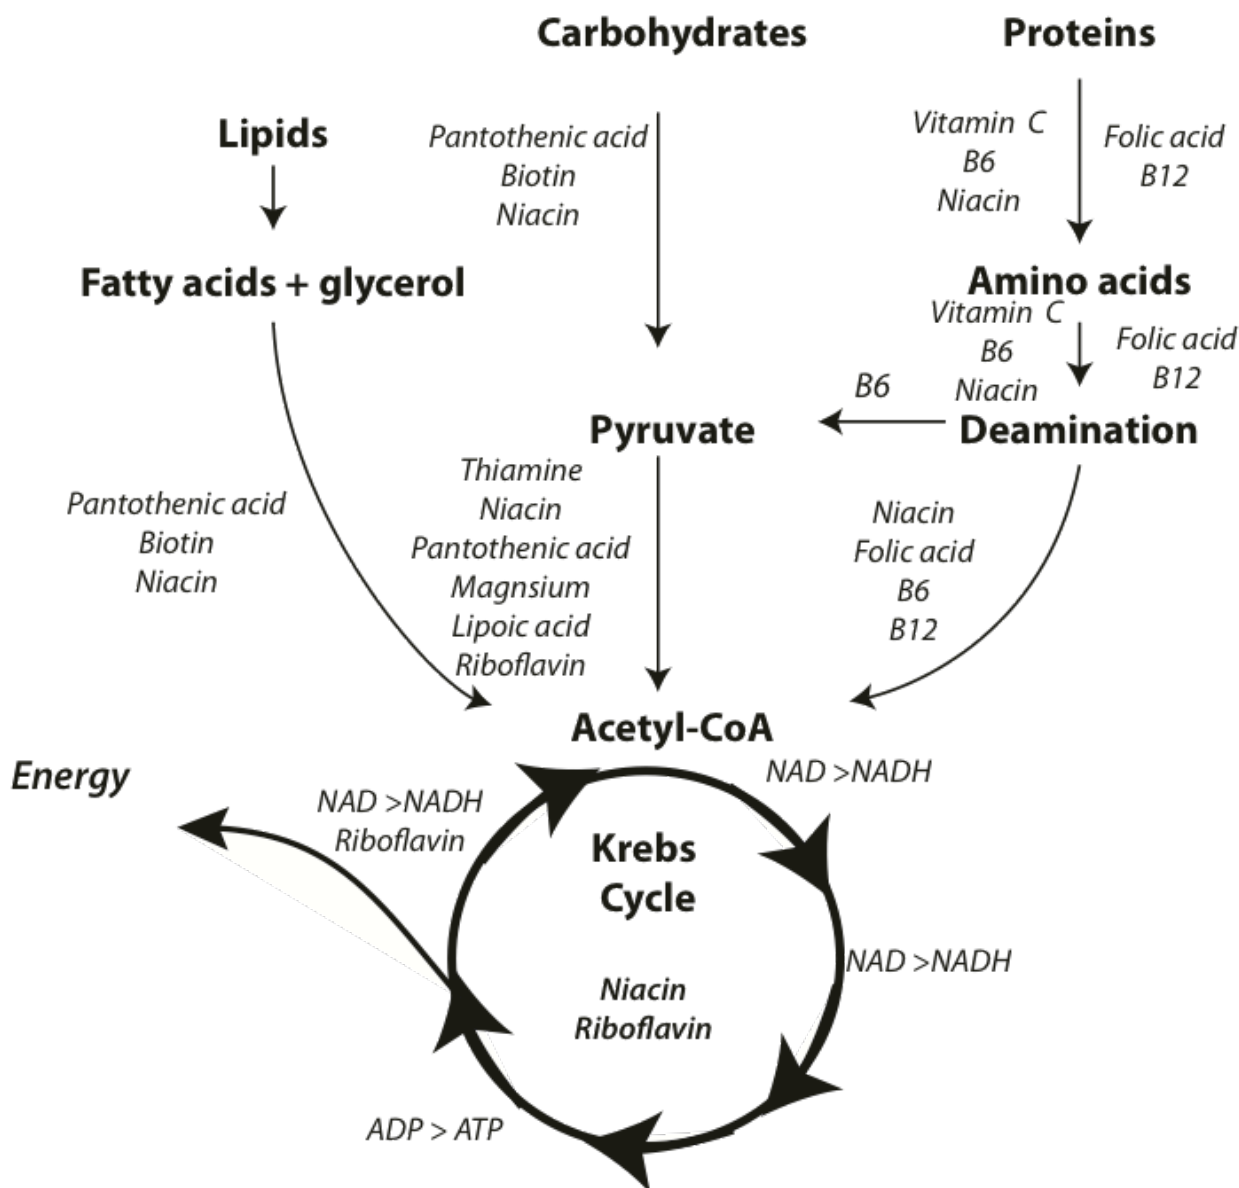 Carbohydrates
Proteins
Lipids
Pantothenic acid
Biotin
Niacin
Vitamin C
B6
Niacin
Folic acid
B12
Fatty acids + glycerol
Amino acids
Vitamin C
B6
Niacin
Folic acid
B12
B6
Pyruvate
Deamination
Pantothenic acid
Biotin
Niacin
Thiamine
Niacin
Pantothenic acid
Magnsium
Lipoic acid
Riboflavin
Niacin
Folic acid
B6
B12
Acetyl-CoA
Energy
NAD >NADH
Riboflavin
NAD >NADH
Krebs
Cycle
NAD >NADH
Niacin
Riboflavin
ADP > ATP